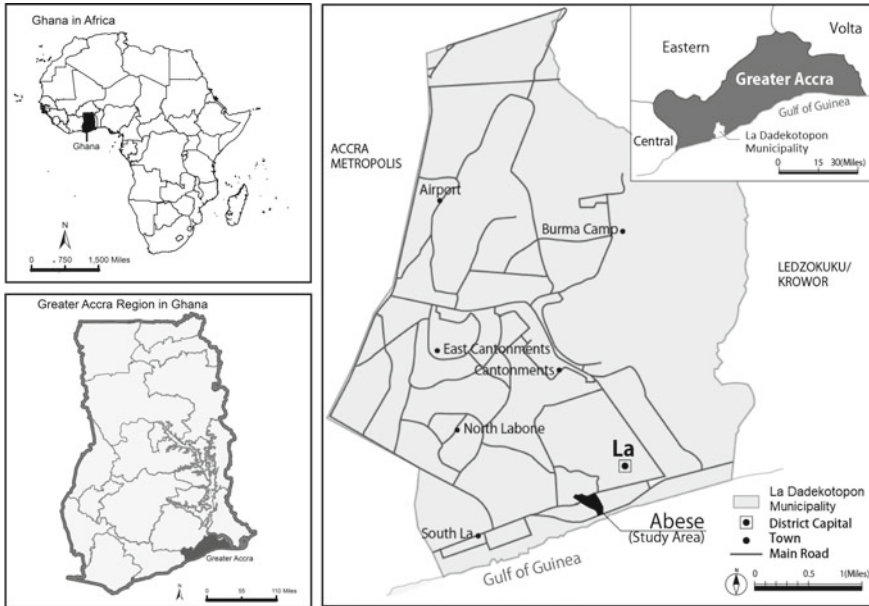 Ghana in Africa
Ghana
N
0 750 1,500 Miles
Greater Accra Region in Ghana
Greater Accra
N
0 55 110 Miles
ACCRA
METROPOLIS
Airport
Burma Camp
LEDZOKUKU/
KROWOR
East Cantonments
Cantonments
North Labone
La
South La
Abese
(Study Area)
Gulf of Guinea
Eastern
Volta
Greater Accra
Gulf of Guinea
Central
La Dadekotopon
Municipality
0 15 30(Miles)
La Dadekotopon
Municipality
District Capital
Town
Main Road
N
0 0.5 1(Miles)